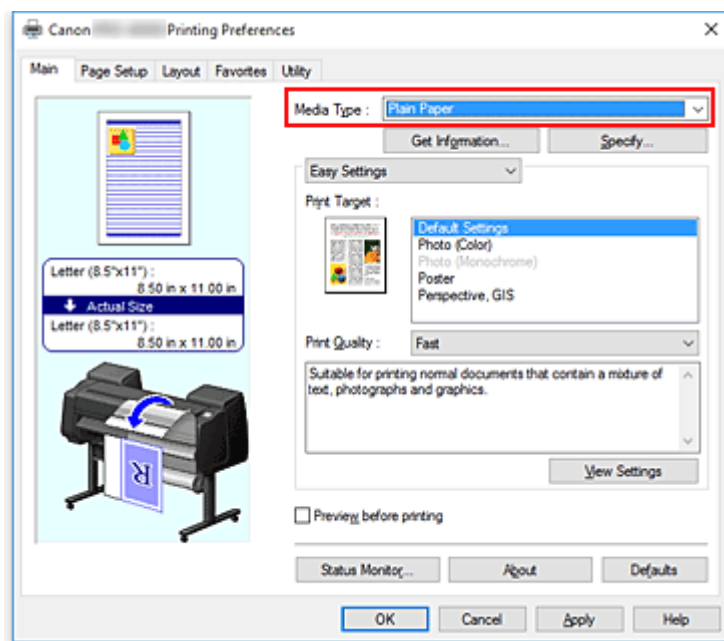 Canon Printing Preferences
Main Page Setup Layout Favorites Utility
Media Type : Plain Paper
Get Information... Specify...
Easy Settings
Print Target :
Default Settings
Photo (Color)
Photo (Monochrome)
Poster
Perspective, GIS
Letter (8.5"x11") :
8.50 in x 11.00 in
Actual Size
Letter (8.5"x11") :
8.50 in x 11.00 in
Print Quality : Fast
Suitable for printing normal documents that contain a mixture of
text, photographs and graphics.
R
View Settings
Preview before printing
Status Monitor... About Defaults
OK Cancel Apply Help